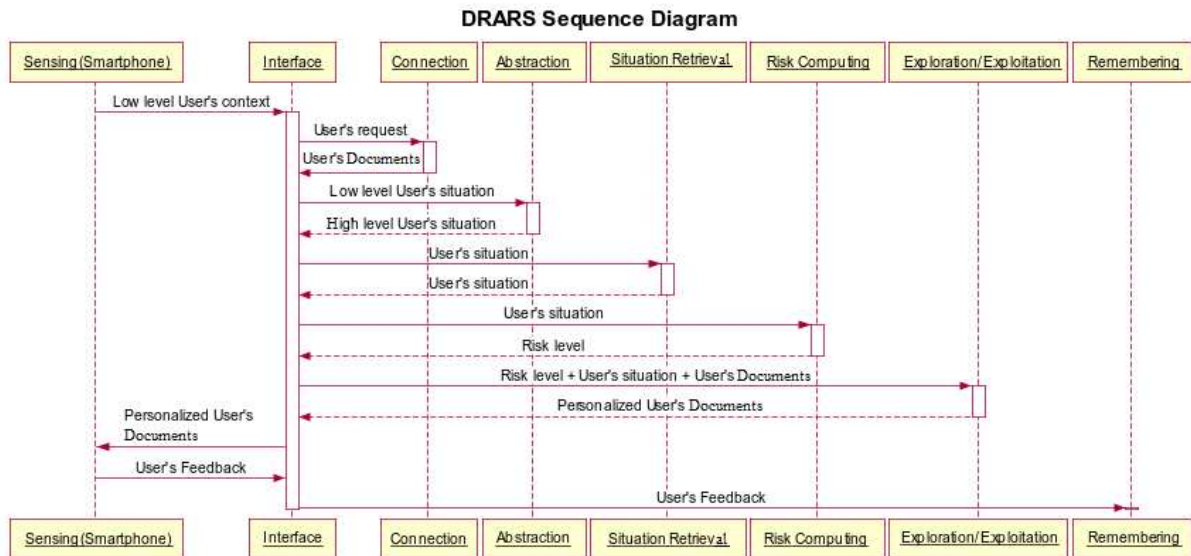 DRARS Sequence Diagram
Sensing(Smartphone)
Interface
Connection
Abstraction
Situation Retrieval
Risk Computing
Exploration/Exploitation
Remembering
Low level User's context
User's request
User's Documents
Low level User's situation
High level User's situation
User's situation
User's situation
User's situation
Risk level
Risk level + User's situation + User's Documents
Personalized User's Documents
Personalized User's
Documents
User's Feedback
User's Feedback
Sensing(Smartphone)
Interface
Connection
Abstraction
Situation Retrieval
Risk Computing
Exploration/Exploitation
Remembering